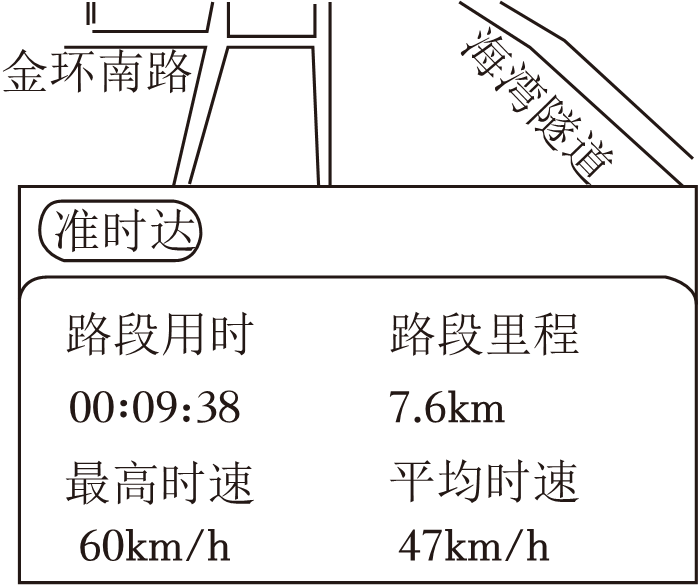 金环南路
海湾隧道
准时达
路段用时 路段里程
00:09:38 7.6km
最高时速 平均时速
60km/h 47km/h